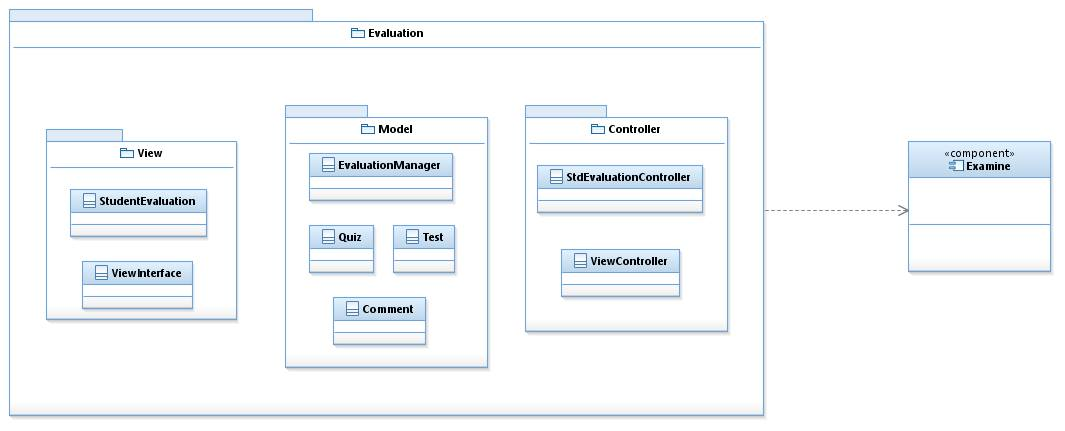 Evaluation
View
StudentEvaluation
ViewInterface
Model
EvaluationManager
Quiz
Test
Comment
Controller
StdEvaluationController
ViewController
«component»
Examine